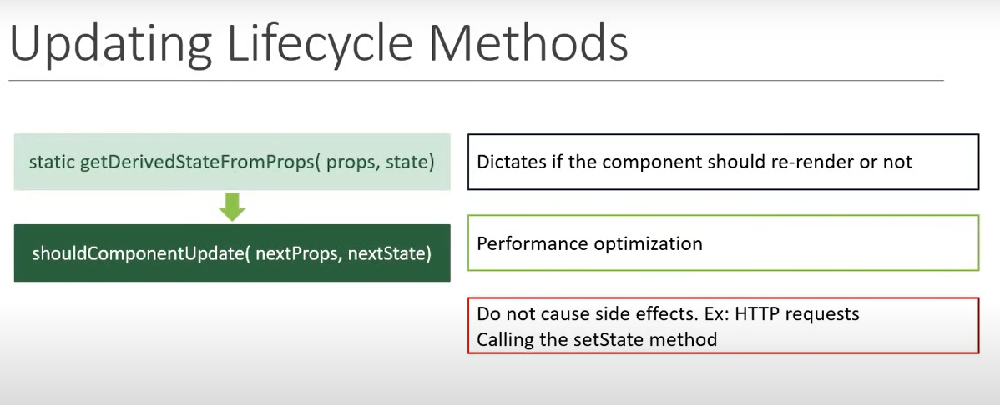 Updating Lifecycle Methods
static getDerivedStateFromProps( props, state)
Dictates if the component should re-render or not
shouldComponentUpdate( nextProps, nextState)
Performance optimization
Do not cause side effects. Ex: HTTP requests
Calling the setState method